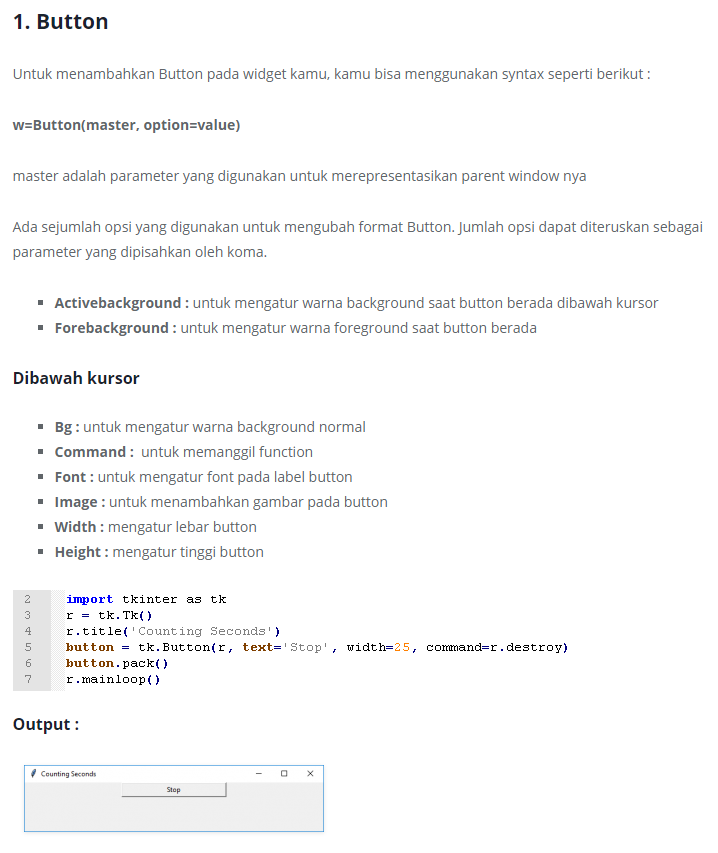 1. Button
Untuk menambahkan Button pada widget kamu, kamu bisa menggunakan syntax seperti berikut :
w=Button(master, option=value)
master adalah parameter yang digunakan untuk merepresentasikan parent window nya
Ada sejumlah opsi yang digunakan untuk mengubah format Button. Jumlah opsi dapat diteruskan sebagai
parameter yang dipisahkan oleh koma.
Activebackground : untuk mengatur warna background saat button berada dibawah kursor
Forebackground : untuk mengatur warna foreground saat button berada
Dibawah kursor
Bg : untuk mengatur warna background normal
Command : untuk memanggil function
Font : untuk mengatur font pada label button
Image : untuk menambahkan gambar pada button
Width : mengatur lebar button
Height : mengatur tinggi button
2 import tkinter as tk
3 r = tk.Tk()
4 r.title('Counting Seconds')
5 button = tk.Button(r, text='Stop', width=25, command=r.destroy)
6 button.pack()
7 r.mainloop()
Output :
Counting Seconds
Stop